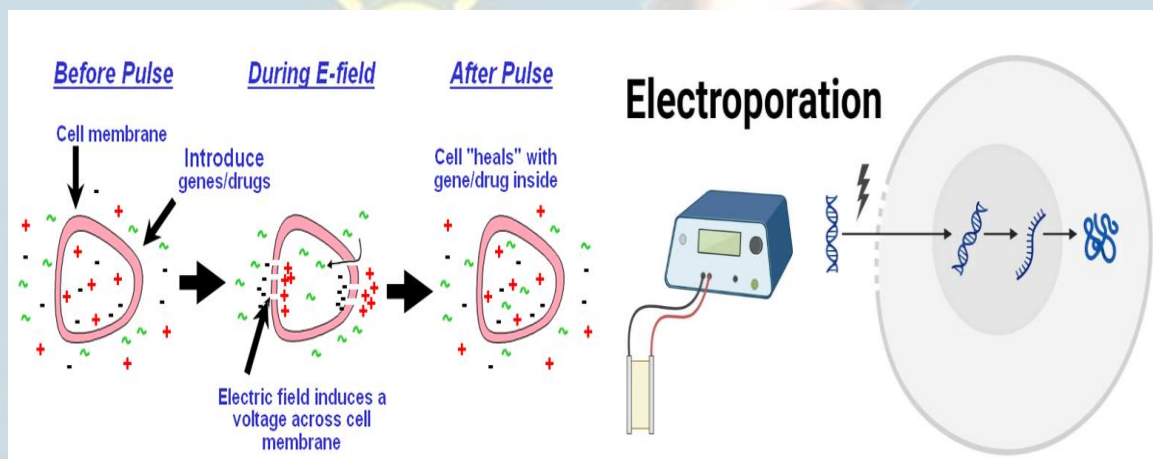 Before Pulse
During E-field
After Pulse
Cell membrane
Introduce
genes/drugs
Cell "heals" with
gene/drug inside
Electric field induces a
voltage across cell
membrane
Electroporation